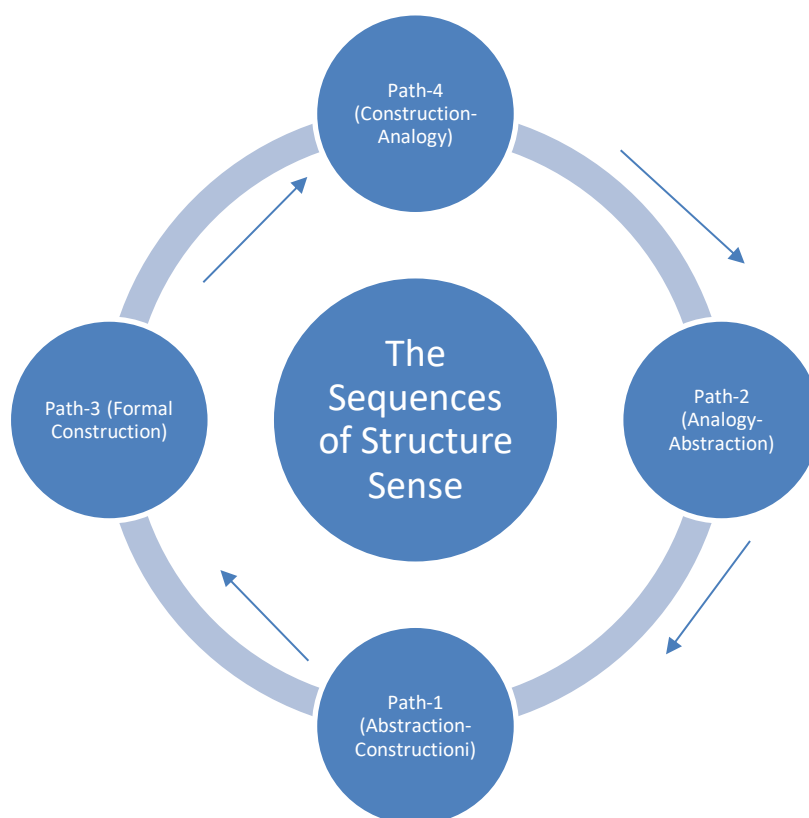 Path-4
(Construction-
Analogy)
The
Sequences
of Structure
Sense
Path-3 (Formal
Construction)
Path-2
(Analogy-
Abstraction)
Path-1
(Abstraction-
Constructioni)